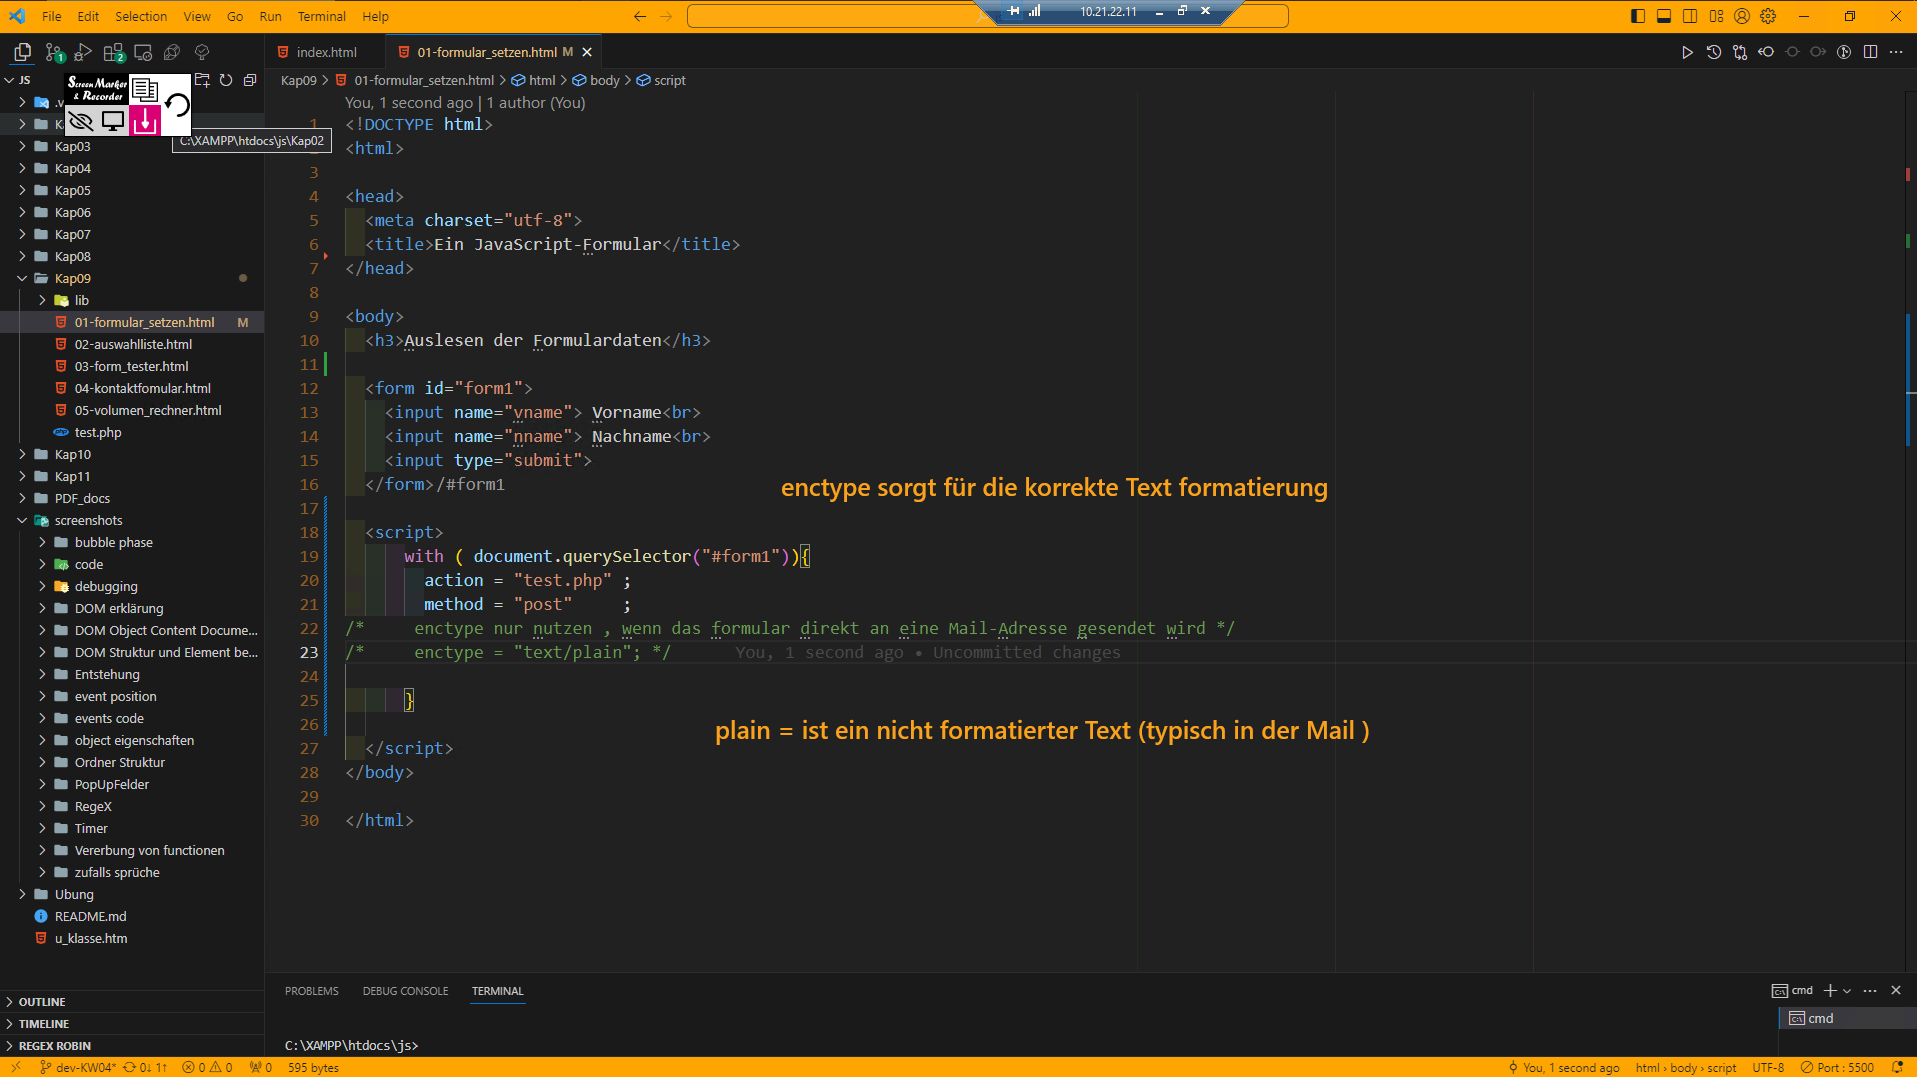 File Edit Selection View Go Run Terminal Help
10.21.22.11
1
2
index.html
01-formular_setzen.html M
JS
Kap09 > 01-formular_setzen.html > html > body > script
Screen Marker
& Recorder
.v
K
C:\XAMPP\htdocs\js\Kap02
Kap03
Kap04
Kap05
Kap06
Kap07
Kap08
Kap09
lib
01-formular_setzen.html M
02-auswahlliste.html
03-form_tester.html
04-kontaktfomular.html
05-volumen_rechner.html
test.php
Kap10
Kap11
PDF_docs
screenshots
bubble phase
code
debugging
DOM erklärung
DOM Object Content Docume...
DOM Struktur und Element be...
Entstehung
event position
events code
object eigenschaften
Ordner Struktur
PopUpFelder
RegeX
Timer
Vererbung von functionen
zufalls sprüche
Ubung
README.md
u_klasse.htm
OUTLINE
TIMELINE
REGEX ROBIN
You, 1 second ago | 1 author (You)
1 <!DOCTYPE html>
<html>
3
4 <head>
5 <meta charset="utf-8">
6 <title>Ein JavaScript-Formular</title>
7 </head>
8
9 <body>
10 <h3>Auslesen der Formulardaten</h3>
11
12 <form id="form1">
13 <input name="vname"> Vorname<br>
14 <input name="nname"> Nachname<br>
15 <input type="submit">
16 </form>/#form1
enctype sorgt für die korrekte Text formatierung
17
18 <script>
19 with ( document.querySelector("#form1")){
20 action = "test.php" ;
21 method = "post" ;
22 /* enctype nur nutzen , wenn das formular direkt an eine Mail-Adresse gesendet wird */
23 /* enctype = "text/plain"; */ You, 1 second ago • Uncommitted changes
24
25 }
26
plain = ist ein nicht formatierter Text (typisch in der Mail )
27 </script>
28 </body>
29
30 </html>
PROBLEMS DEBUG CONSOLE TERMINAL
cmd
cmd
C:\XAMPP\htdocs\js>
dev-KW04* 0↓ 1↑ 0 0 0 595 bytes
You, 1 second ago html › body › script UTF-8 Port : 5500